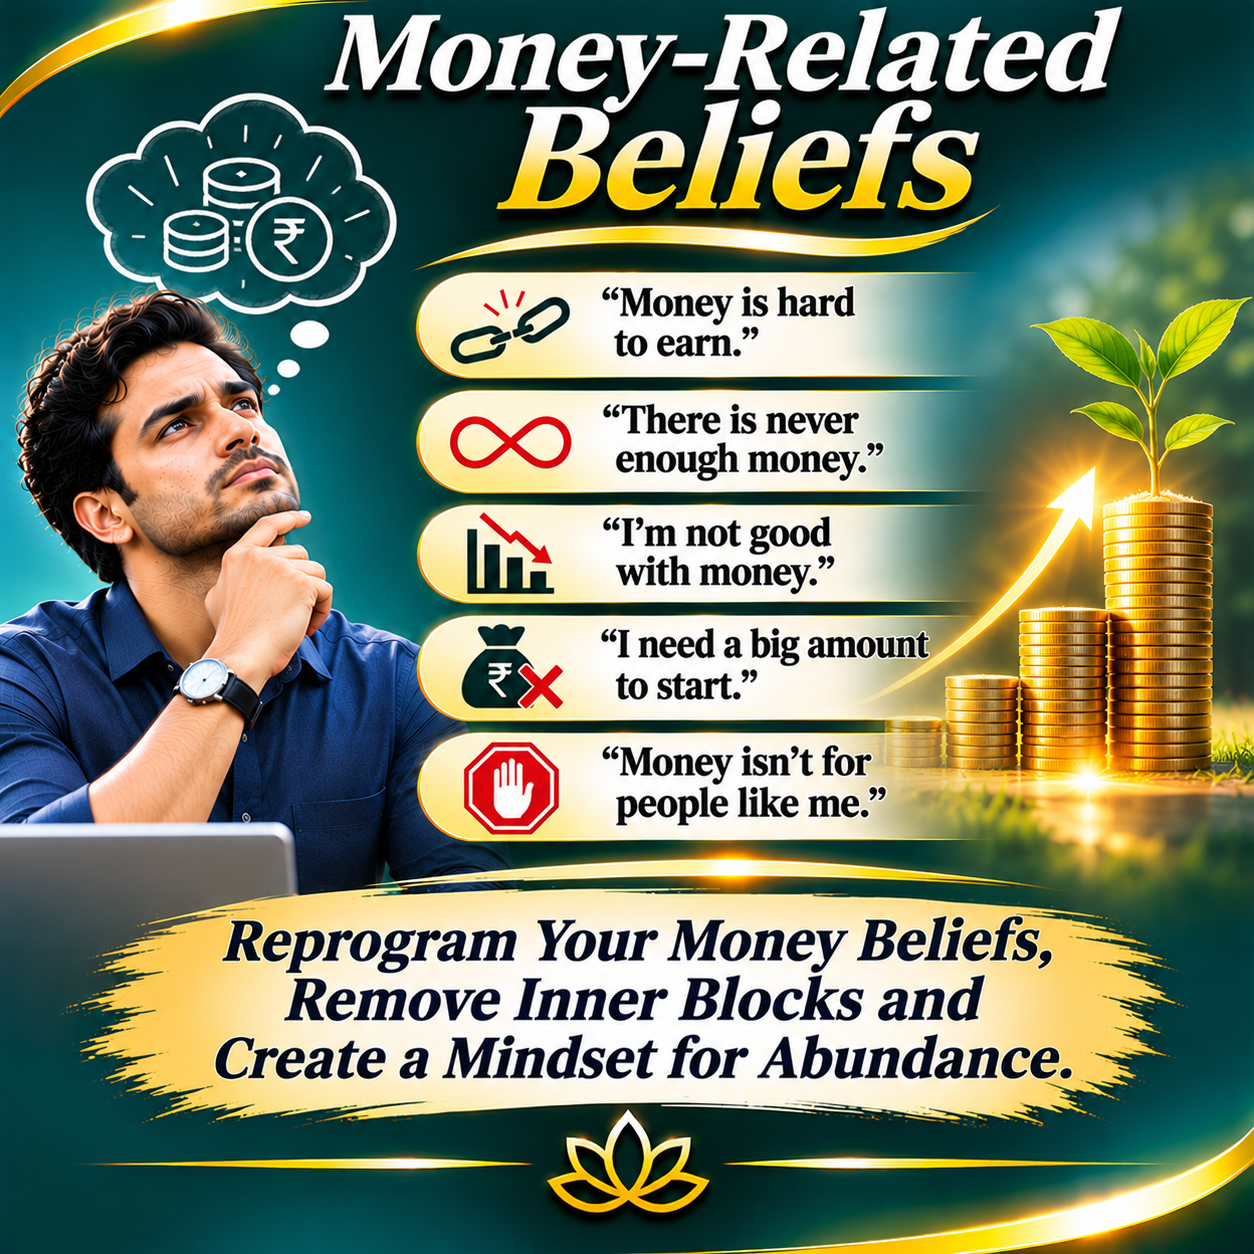 Money-Related
Beliefs
₹
“Money is hard
to earn.”
“There is never
enough money.”
“I’m not good
with money.”
₹
“I need a big amount
to start.”
“Money isn’t for
people like me.”
Reprogram Your Money Beliefs,
Remove Inner Blocks and
Create a Mindset for Abundance.